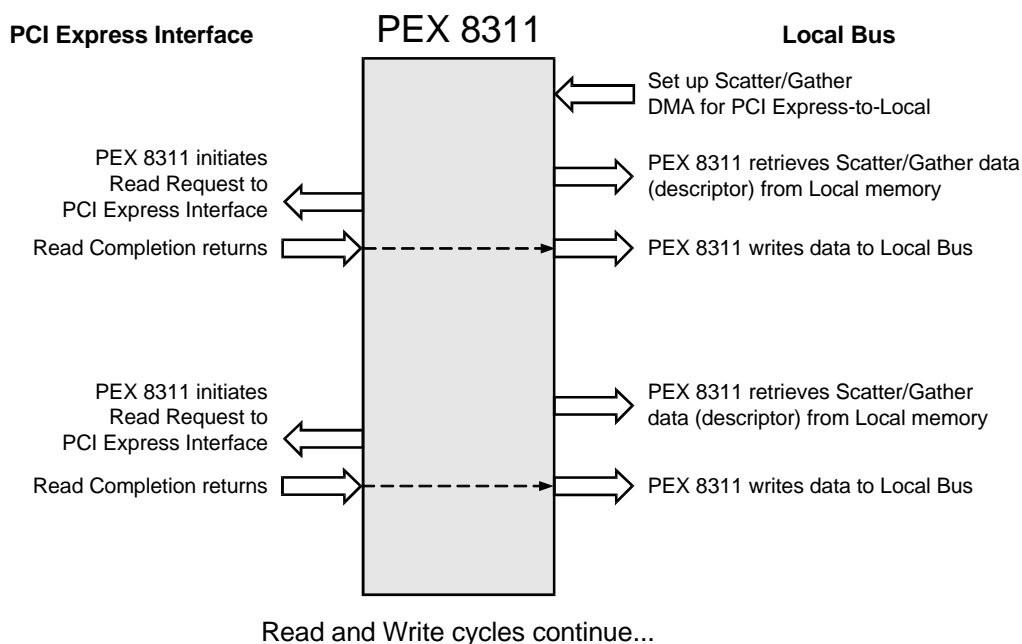 PCI Express Interface
PEX 8311
Local Bus
Set up Scatter/Gather
DMA for PCI Express-to-Local
PEX 8311 initiates
Read Request to
PCI Express Interface
PEX 8311 retrieves Scatter/Gather data
(descriptor) from Local memory
Read Completion returns
PEX 8311 writes data to Local Bus
PEX 8311 initiates
Read Request to
PCI Express Interface
PEX 8311 retrieves Scatter/Gather
data (descriptor) from Local memory
Read Completion returns
PEX 8311 writes data to Local Bus
Read and Write cycles continue...